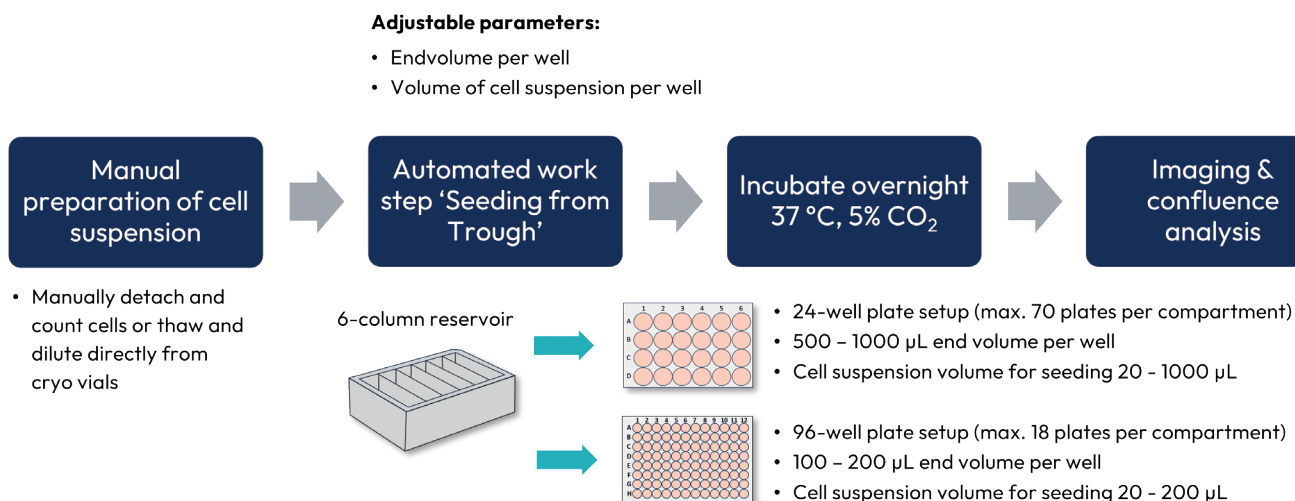 Adjustable parameters:
• Endvolume per well
• Volume of cell suspension per well
Manual
preparation of cell
suspension
Automated work
step ‘Seeding from
Trough’
Incubate overnight
37 °C, 5% CO₂
Imaging &
confluence
analysis
• Manually detach and
count cells or thaw and
dilute directly from
cryo vials
6-column reservoir
1 2 3 4 5 6
A
B
C
D
• 24-well plate setup (max. 70 plates per compartment)
• 500 – 1000 µL end volume per well
• Cell suspension volume for seeding 20 - 1000 µL
1 2 3 4 5 6 7 8 9 10 11 12
A
B
C
D
E
F
G
H
• 96-well plate setup (max. 18 plates per compartment)
• 100 – 200 µL end volume per well
• Cell suspension volume for seeding 20 - 200 µL